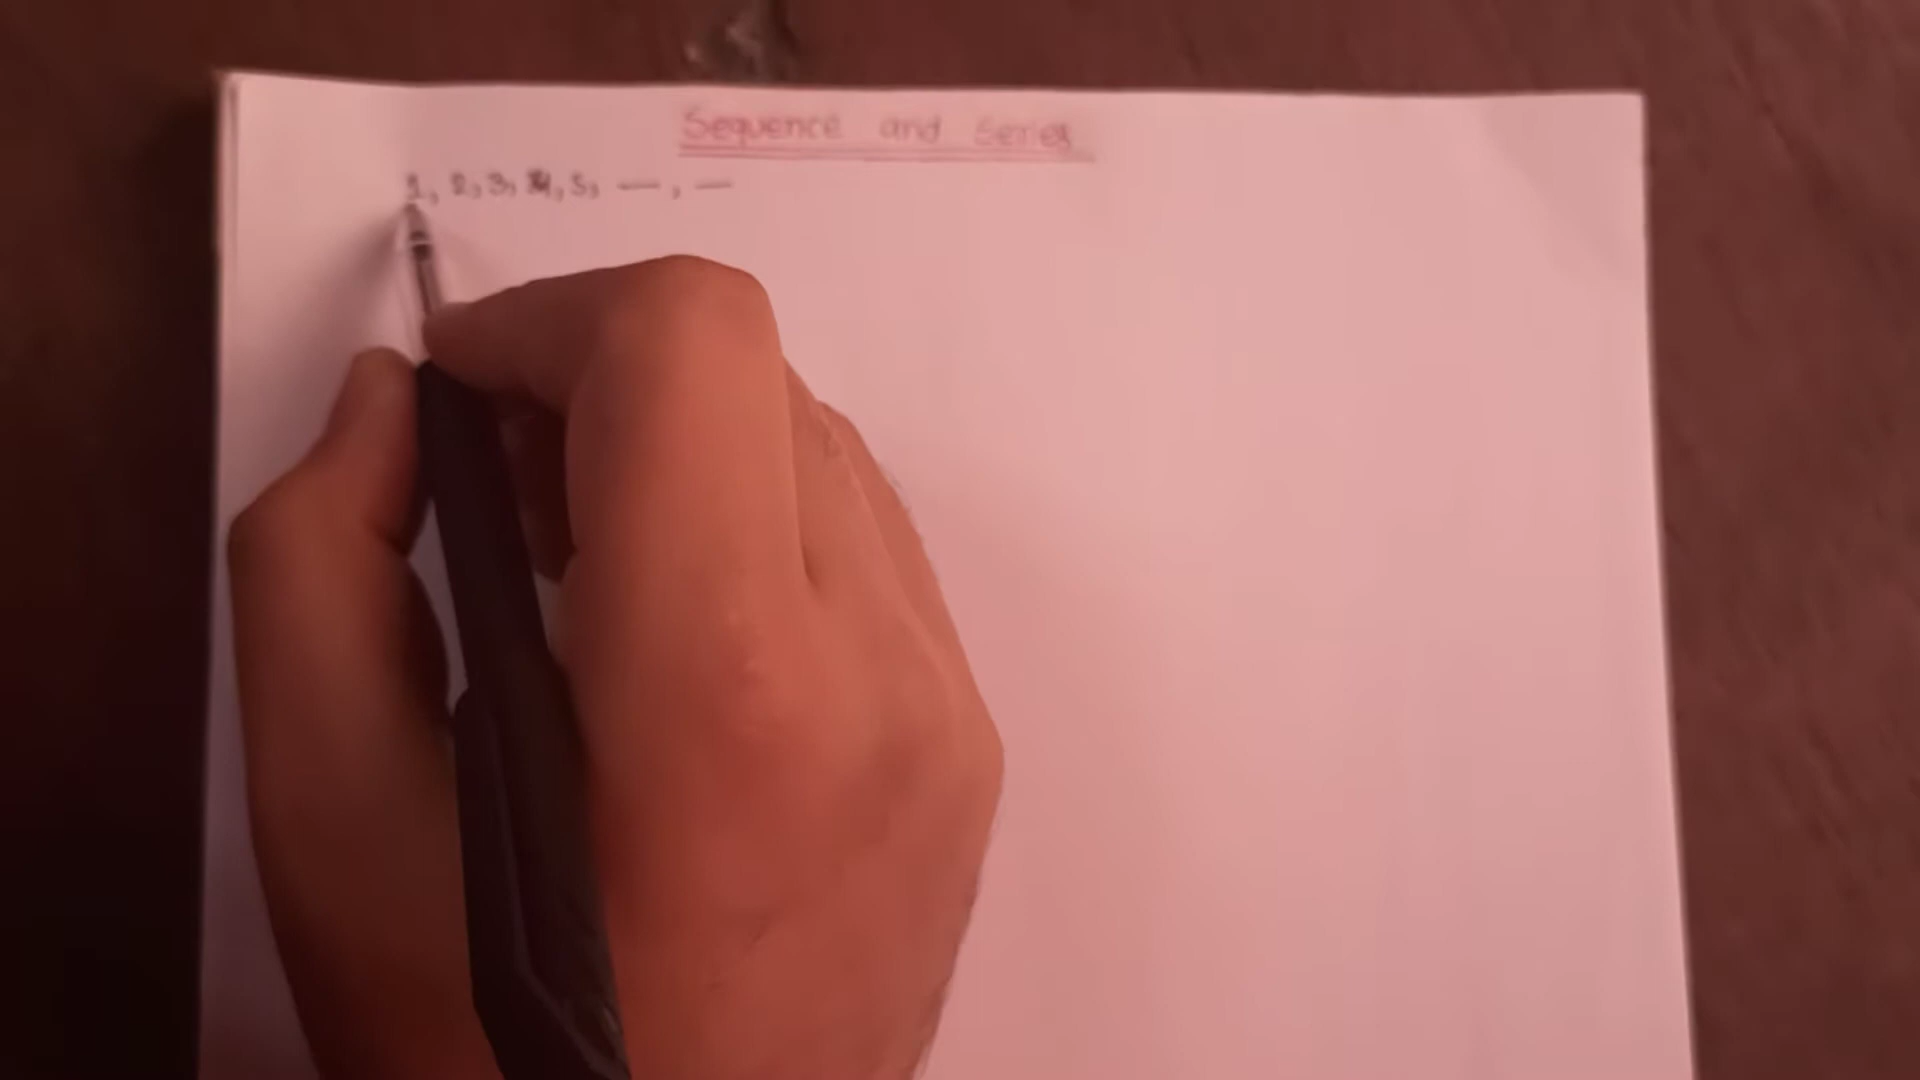 Sequence and Series
1, 2, 3, 4, 5, — , —